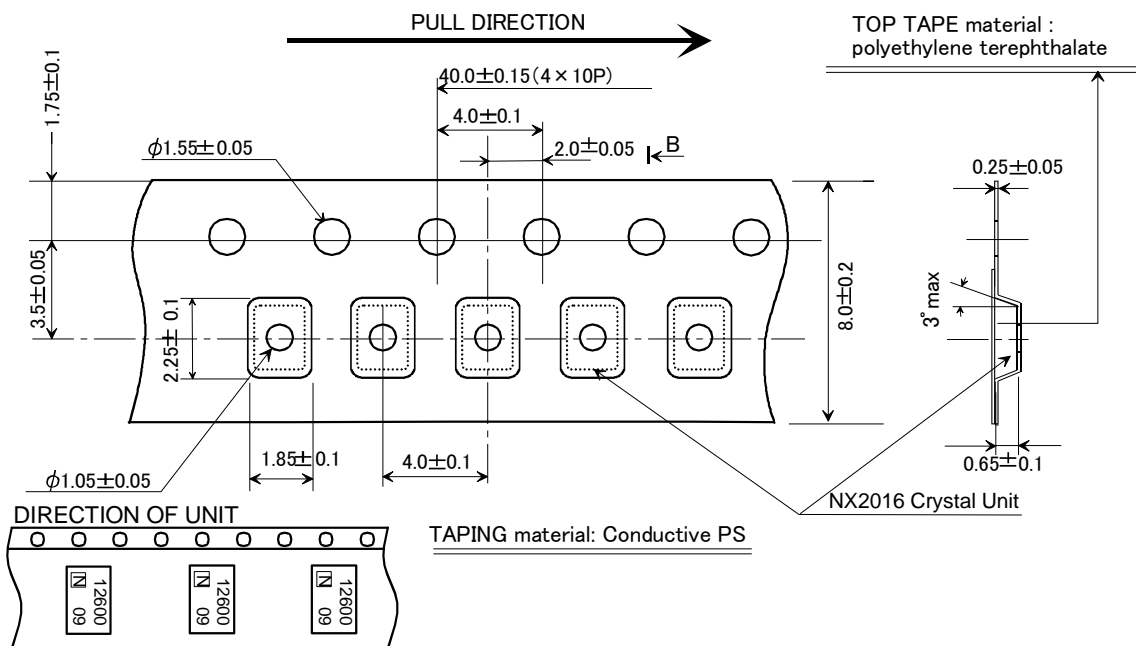 PULL DIRECTION
TOP TAPE material :
polyethylene terephthalate
1.75±0.1
40.0±0.15(4×10P)
4.0±0.1
2.0±0.05
B
φ1.55±0.05
0.25±0.05
3.5±0.05
2.25±0.1
8.0±0.2
3°max
1.85±0.1
4.0±0.1
0.65±0.1
φ1.05±0.05
NX2016 Crystal Unit
DIRECTION OF UNIT
TAPING material: Conductive PS
12600
N 09
12600
N 09
12600
N 09